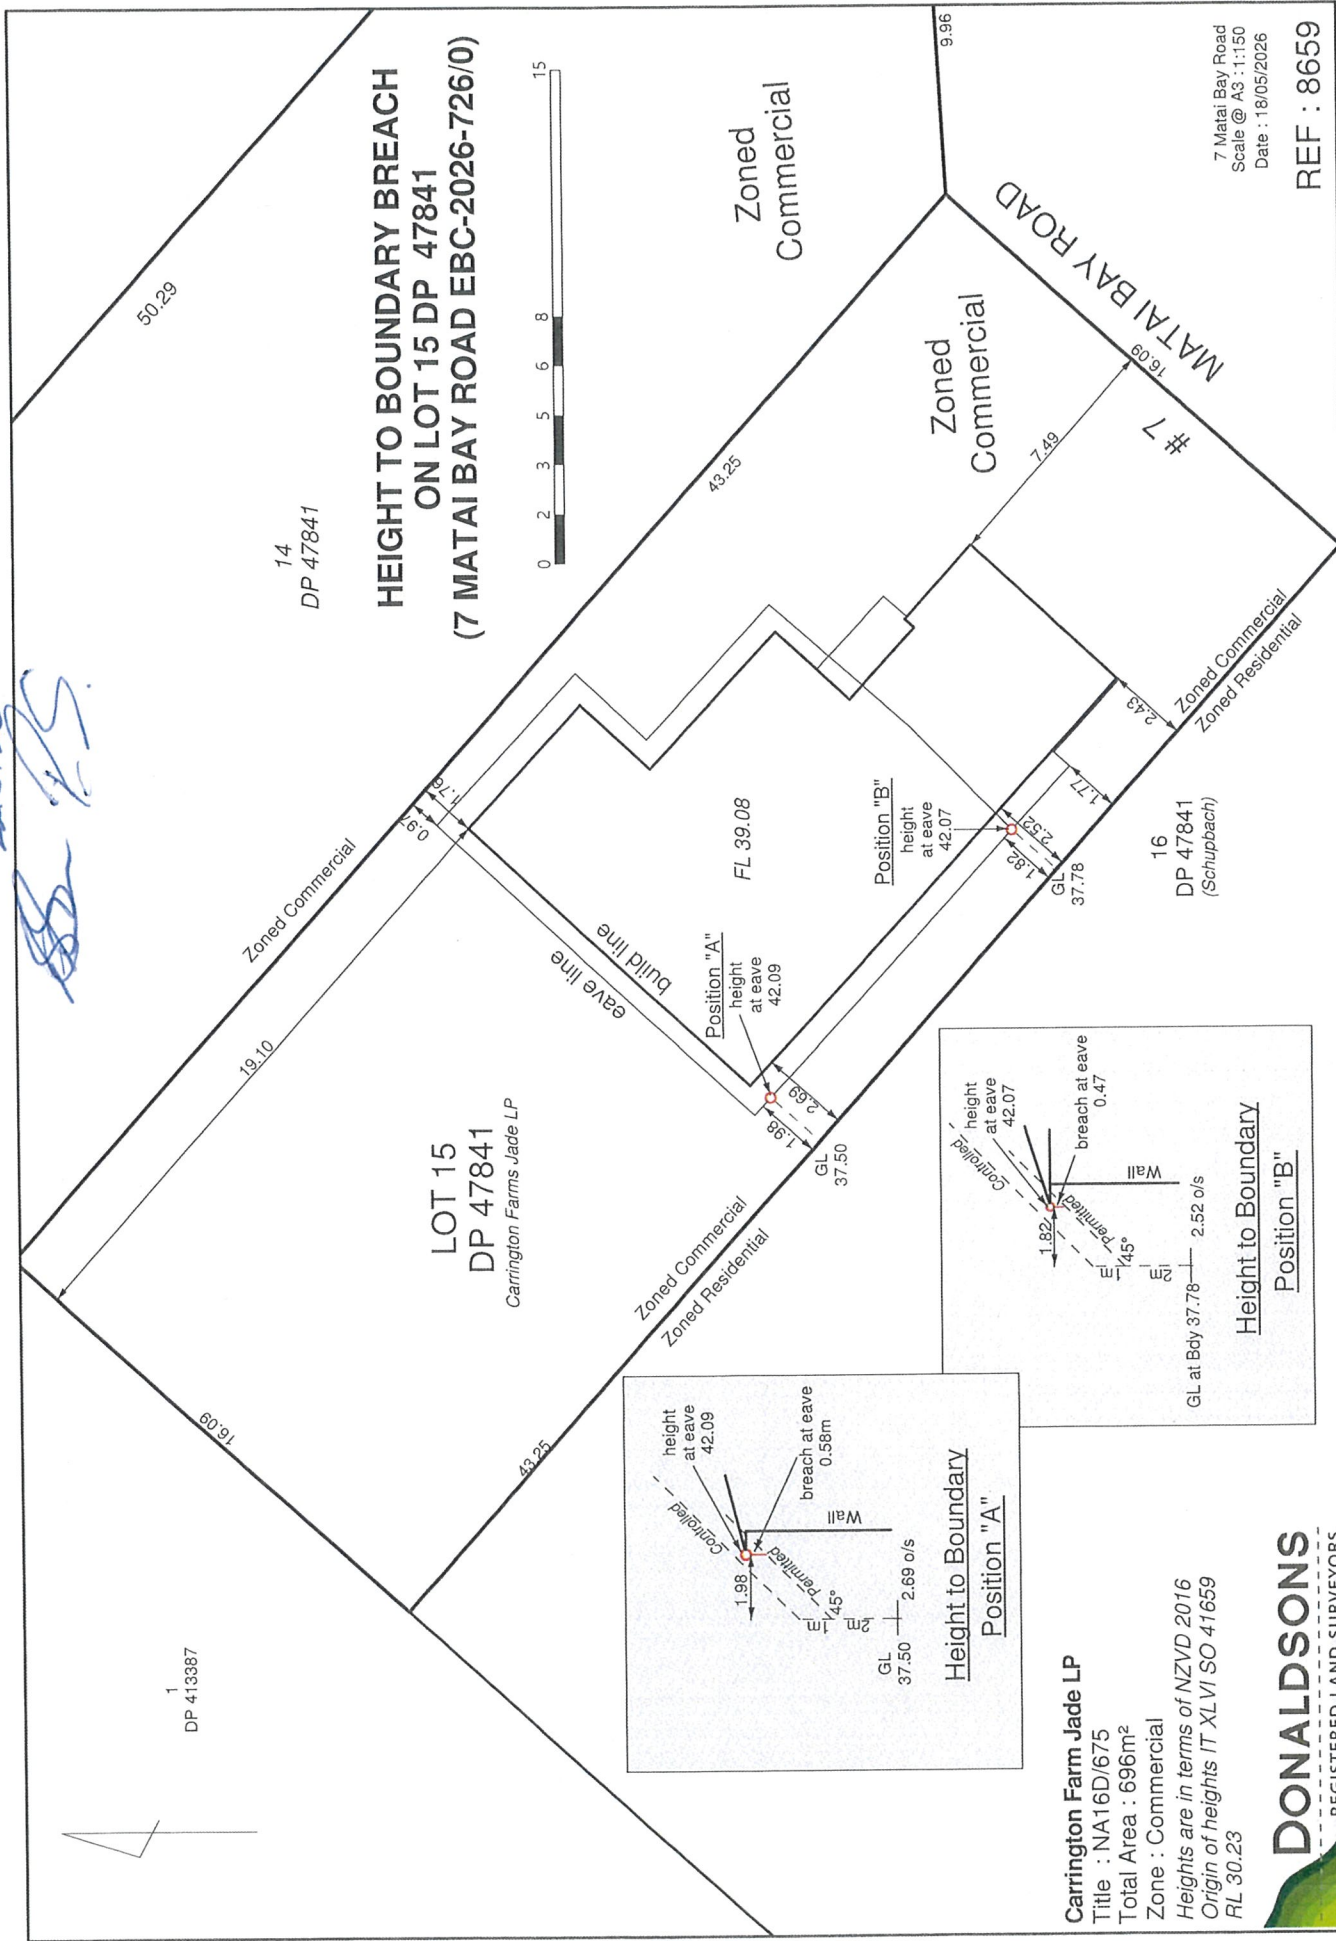 HEIGHT TO BOUNDARY BREACH
ON LOT 15 DP 47841
(7 MATAI BAY ROAD EBC-2026-726/0)
0 2 3 5 6 8 15
50.29
14
DP 47841
1
DP 413387
16.09
19.10
Zoned Commercial
0.97
1.76
43.25
Zoned
Commercial
9.96
Zoned
Commercial
MATAI BAY ROAD
16.09
# 7
7.49
LOT 15
DP 47841
Carrington Farms Jade LP
eave line
build line
FL 39.08
Position "A"
height
at eave
42.09
Position "B"
height
at eave
42.07
43.25
Zoned Commercial
Zoned Residential
GL
37.50
1.98
2.69
GL
37.78
1.82
2.52
1.77
2.43
Zoned Commercial
Zoned Residential
16
DP 47841
(Schupbach)
Controlled
height
at eave
42.09
1.98
Permitted
breach at eave
0.58m
45°
1m
2m
Wall
GL
37.50
2.69 o/s
Height to Boundary
Position "A"
Controlled
height
at eave
42.07
1.82
Permitted
breach at eave
0.47
45°
1m
2m
Wall
GL at Bdy 37.78
2.52 o/s
Height to Boundary
Position "B"
Carrington Farm Jade LP
Title : NA16D/675
Total Area : 696m²
Zone : Commercial
Heights are in terms of NZVD 2016
Origin of heights IT XLVI SO 41659
RL 30.23
DONALDSONS
REGISTERED LAND SURVEYORS
7 Matai Bay Road
Scale @ A3 :1:150
Date : 18/05/2026
REF : 8659